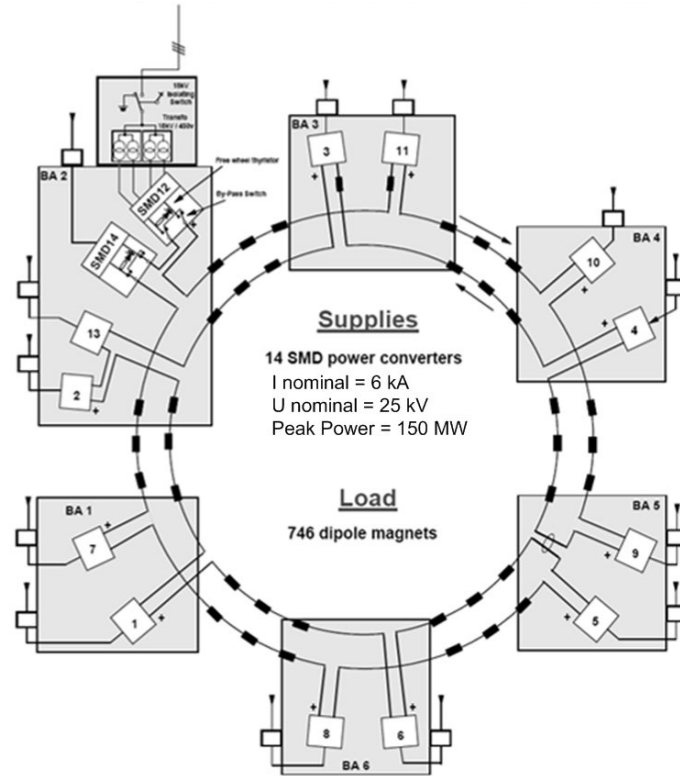 18kV
Isolating
Switch
Transfo
18kV / 400v
BA 2
Free wheel thyristor
By-Pass Switch
SMD12
SMD14
13
2
+
+
BA 3
3
11
+
+
BA 4
10
4
+
+
Supplies
14 SMD power converters
I nominal = 6 kA
U nominal = 25 kV
Peak Power = 150 MW
Load
746 dipole magnets
BA 1
7
1
+
+
BA 5
9
5
+
+
8
6
+
+
BA 6